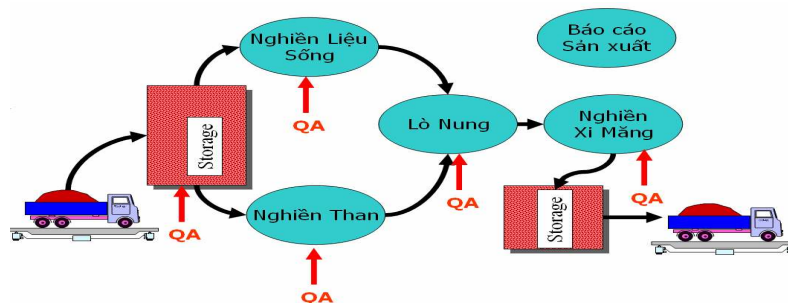 Nghiền Liệu
Sống
Báo cáo
Sản xuất
QA
Storage
Lò Nung
Nghiền
Xi Măng
QA
Nghiền Than
QA
QA
Storage
QA